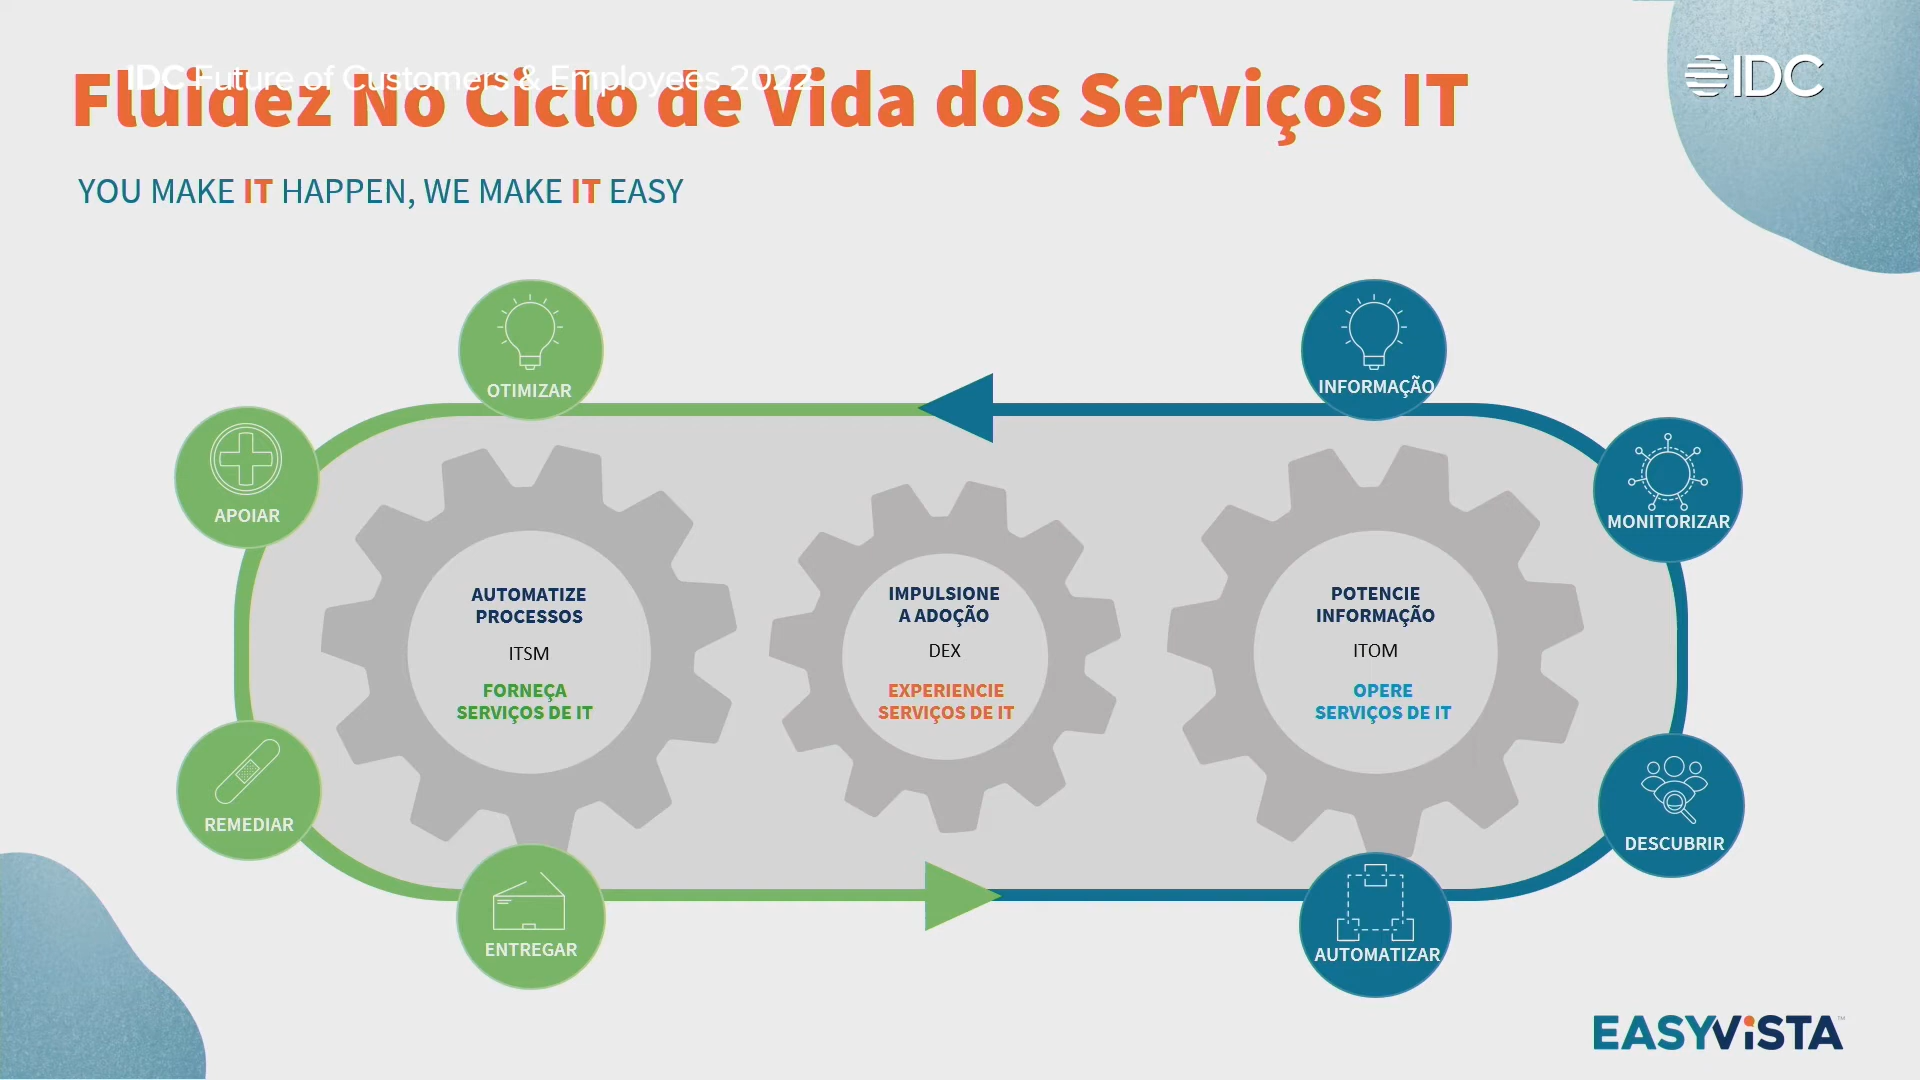 IDC Future of Customers & Employees 2022
Fluidez No Ciclo de Vida dos Serviços IT
IDC
YOU MAKE IT HAPPEN, WE MAKE IT EASY
OTIMIZAR
INFORMAÇÃO
APOIAR
MONITORIZAR
AUTOMATIZE
PROCESSOS
ITSM
FORNEÇA
SERVIÇOS DE IT
IMPULSIONE
A ADOÇÃO
DEX
EXPERIENCIE
SERVIÇOS DE IT
POTENCIE
INFORMAÇÃO
ITOM
OPERE
SERVIÇOS DE IT
REMEDIAR
DESCUBRIR
ENTREGAR
AUTOMATIZAR
EASYVISTA™